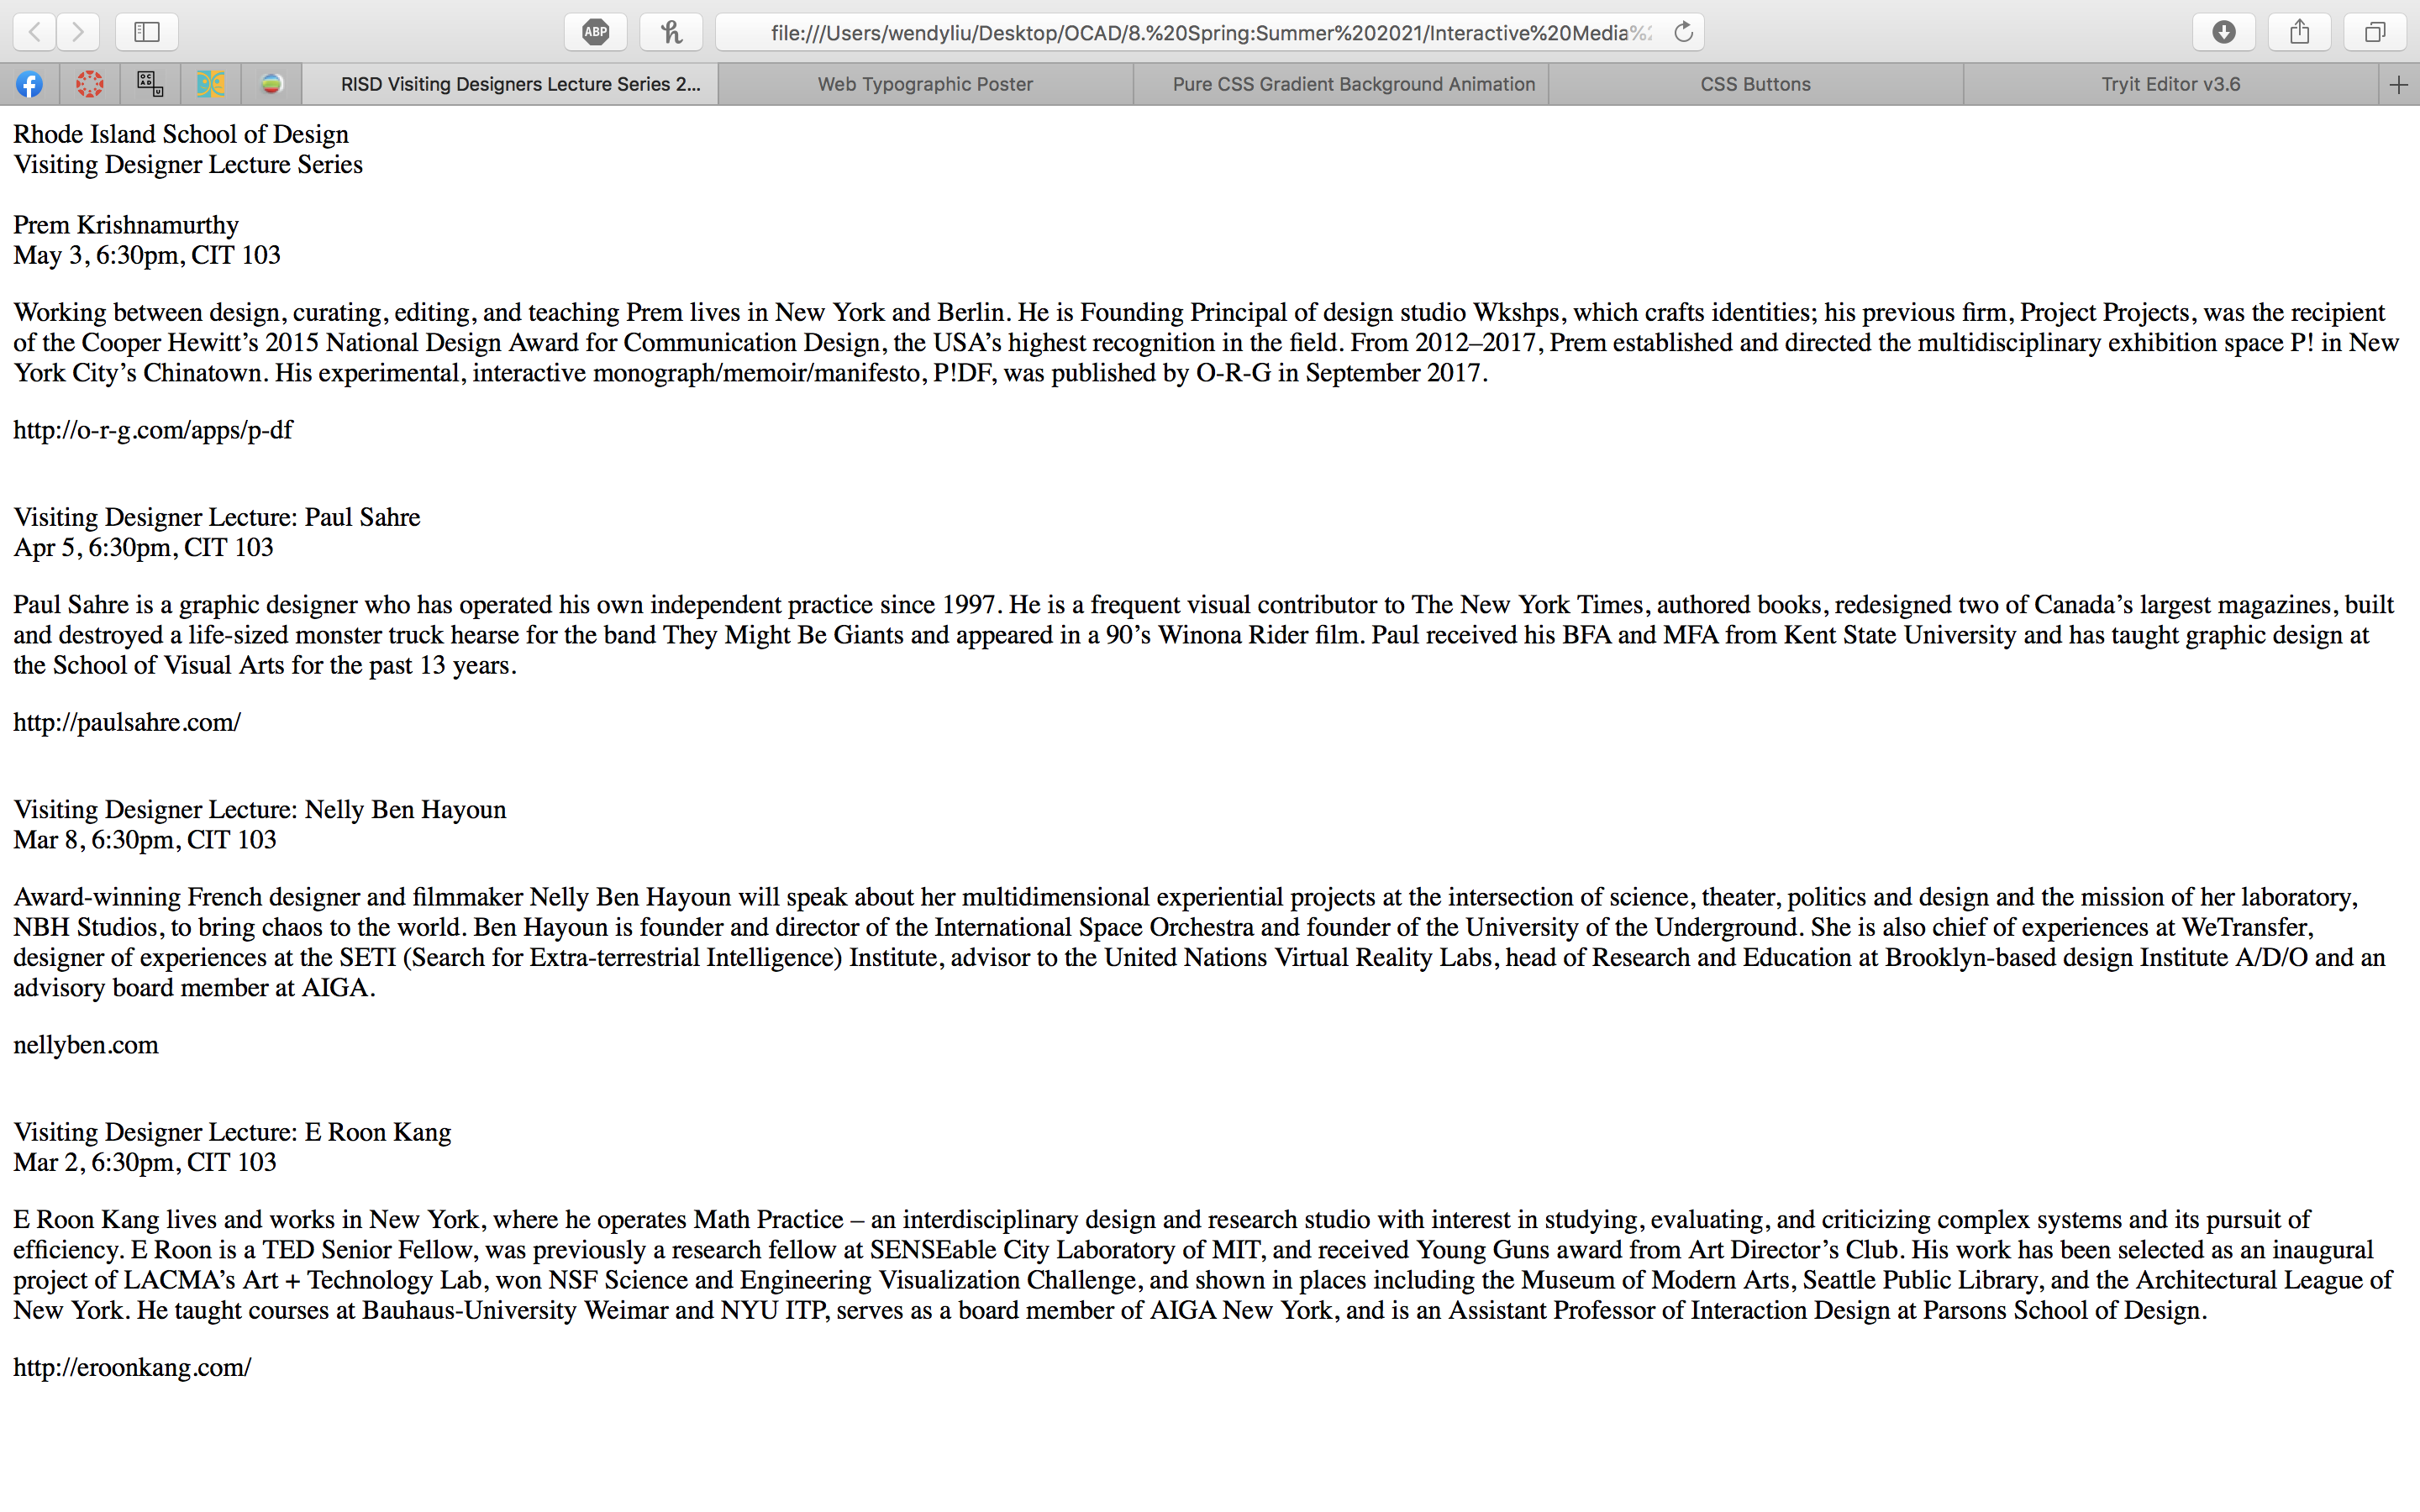 ABP
file:///Users/wendyliu/Desktop/OCAD/8.%20Spring:Summer%202021/Interactive%20Media%
OCAD U
RISD Visiting Designers Lecture Series 2...
Web Typographic Poster
Pure CSS Gradient Background Animation
CSS Buttons
Tryit Editor v3.6
Rhode Island School of Design
Visiting Designer Lecture Series
Prem Krishnamurthy
May 3, 6:30pm, CIT 103
Working between design, curating, editing, and teaching Prem lives in New York and Berlin. He is Founding Principal of design studio Wkshps, which crafts identities; his previous firm, Project Projects, was the recipient
of the Cooper Hewitt’s 2015 National Design Award for Communication Design, the USA’s highest recognition in the field. From 2012–2017, Prem established and directed the multidisciplinary exhibition space P! in New
York City’s Chinatown. His experimental, interactive monograph/memoir/manifesto, P!DF, was published by O-R-G in September 2017.
http://o-r-g.com/apps/p-df
Visiting Designer Lecture: Paul Sahre
Apr 5, 6:30pm, CIT 103
Paul Sahre is a graphic designer who has operated his own independent practice since 1997. He is a frequent visual contributor to The New York Times, authored books, redesigned two of Canada’s largest magazines, built
and destroyed a life-sized monster truck hearse for the band They Might Be Giants and appeared in a 90’s Winona Rider film. Paul received his BFA and MFA from Kent State University and has taught graphic design at
the School of Visual Arts for the past 13 years.
http://paulsahre.com/
Visiting Designer Lecture: Nelly Ben Hayoun
Mar 8, 6:30pm, CIT 103
Award-winning French designer and filmmaker Nelly Ben Hayoun will speak about her multidimensional experiential projects at the intersection of science, theater, politics and design and the mission of her laboratory,
NBH Studios, to bring chaos to the world. Ben Hayoun is founder and director of the International Space Orchestra and founder of the University of the Underground. She is also chief of experiences at WeTransfer,
designer of experiences at the SETI (Search for Extra-terrestrial Intelligence) Institute, advisor to the United Nations Virtual Reality Labs, head of Research and Education at Brooklyn-based design Institute A/D/O and an
advisory board member at AIGA.
nellyben.com
Visiting Designer Lecture: E Roon Kang
Mar 2, 6:30pm, CIT 103
E Roon Kang lives and works in New York, where he operates Math Practice – an interdisciplinary design and research studio with interest in studying, evaluating, and criticizing complex systems and its pursuit of
efficiency. E Roon is a TED Senior Fellow, was previously a research fellow at SENSEable City Laboratory of MIT, and received Young Guns award from Art Director’s Club. His work has been selected as an inaugural
project of LACMA’s Art + Technology Lab, won NSF Science and Engineering Visualization Challenge, and shown in places including the Museum of Modern Arts, Seattle Public Library, and the Architectural League of
New York. He taught courses at Bauhaus-University Weimar and NYU ITP, serves as a board member of AIGA New York, and is an Assistant Professor of Interaction Design at Parsons School of Design.
http://eroonkang.com/